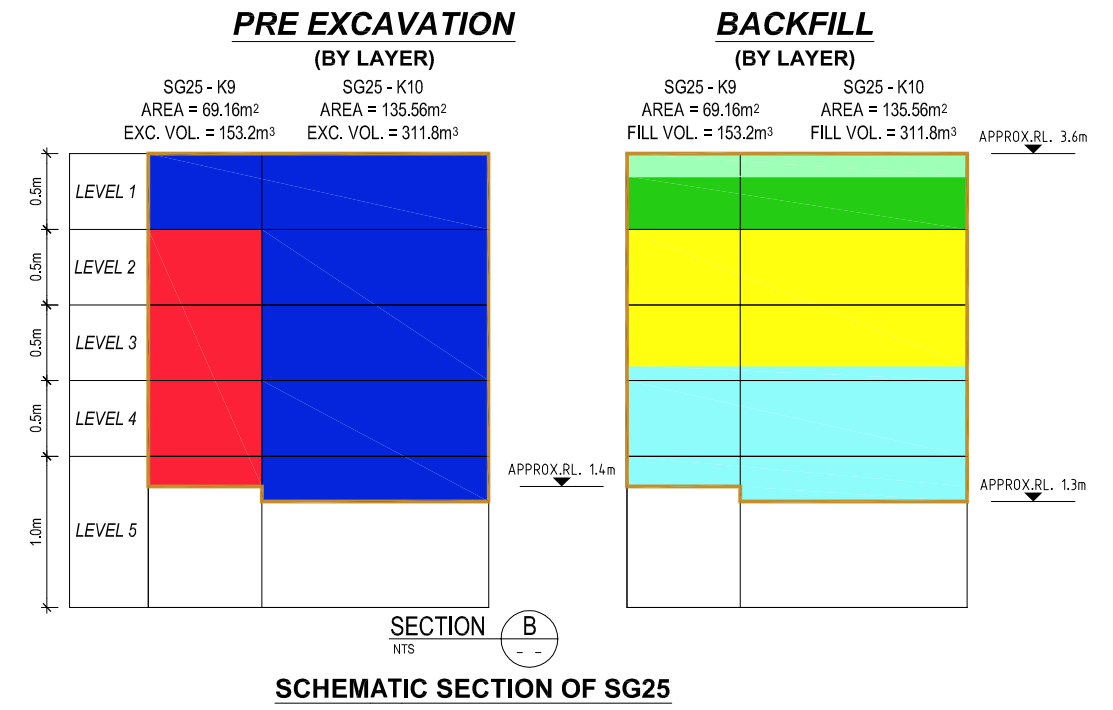 PRE EXCAVATION
(BY LAYER)
SG25 - K9
AREA = 69.16m²
EXC. VOL. = 153.2m³
SG25 - K10
AREA = 135.56m²
EXC. VOL. = 311.8m³
BACKFILL
(BY LAYER)
SG25 - K9
AREA = 69.16m²
FILL VOL. = 153.2m³
SG25 - K10
AREA = 135.56m²
FILL VOL. = 311.8m³
APPROX.RL. 3.6m
0.5m
LEVEL 1
0.5m
LEVEL 2
0.5m
LEVEL 3
0.5m
LEVEL 4
1.0m
LEVEL 5
APPROX.RL. 1.4m
APPROX.RL. 1.3m
SECTION
NTS
B
- -
SCHEMATIC SECTION OF SG25